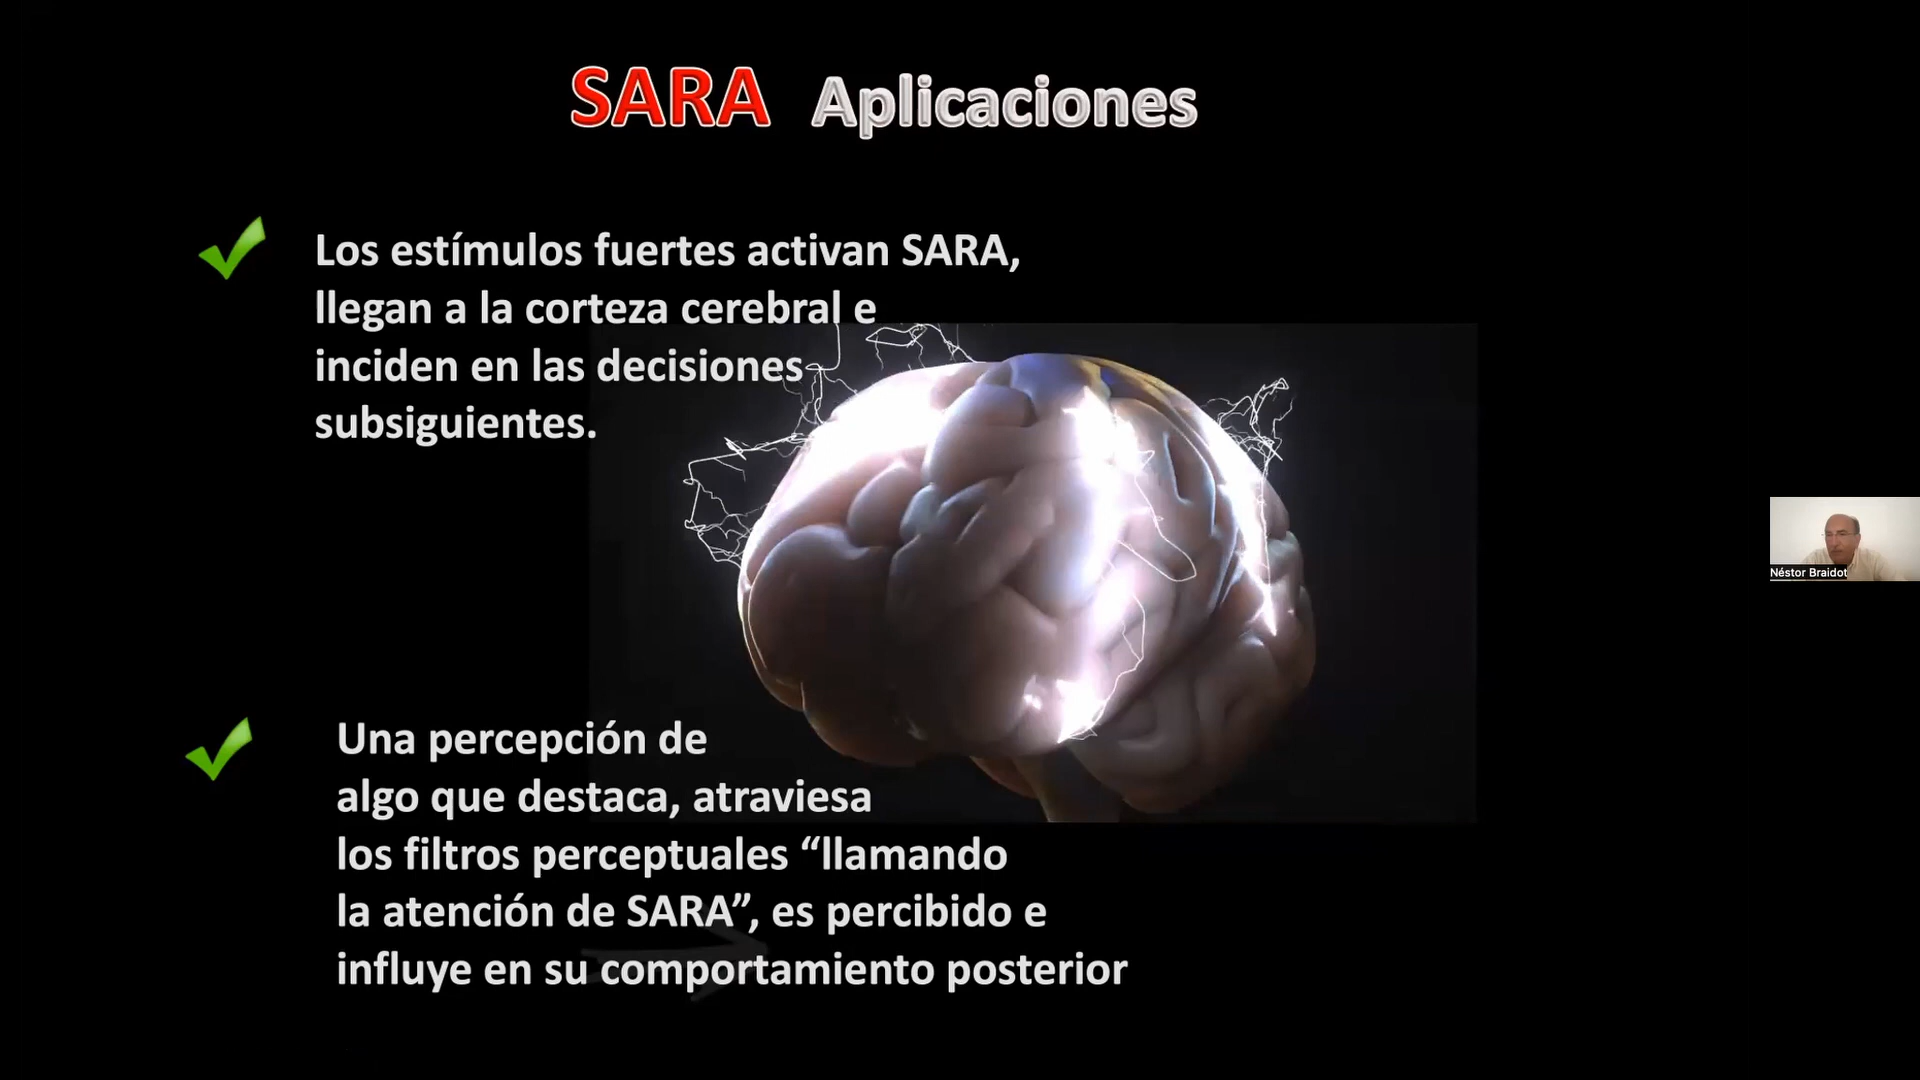 SARA Aplicaciones
Los estímulos fuertes activan SARA,
llegan a la corteza cerebral e
inciden en las decisiones
subsiguientes.
Néstor Braidot
Una percepción de
algo que destaca, atraviesa
los filtros perceptuales “llamando
la atención de SARA”, es percibido e
influye en su comportamiento posterior